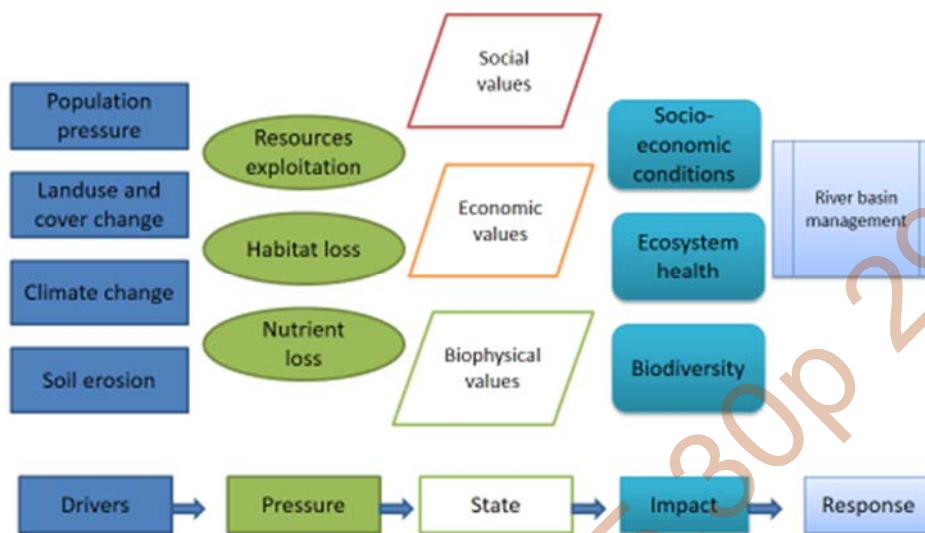 Population
pressure
Landuse and
cover change
Climate change
Soil erosion
Resources
exploitation
Habitat loss
Nutrient
loss
Social
values
Economic
values
Biophysical
values
Socio-
economic
conditions
Ecosystem
health
Biodiversity
River basin
management
Drivers
Pressure
State
Impact
Response
30p